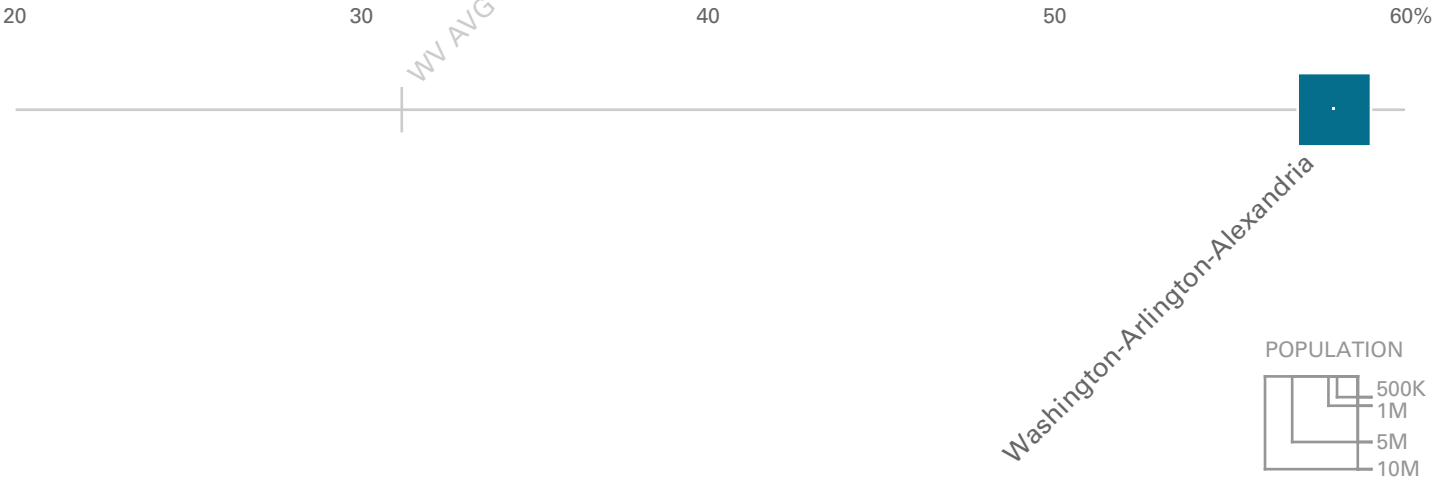 20 30 40 50 60%
WV AVG
Washington-Arlington-Alexandria
POPULATION
500K
1M
5M
10M